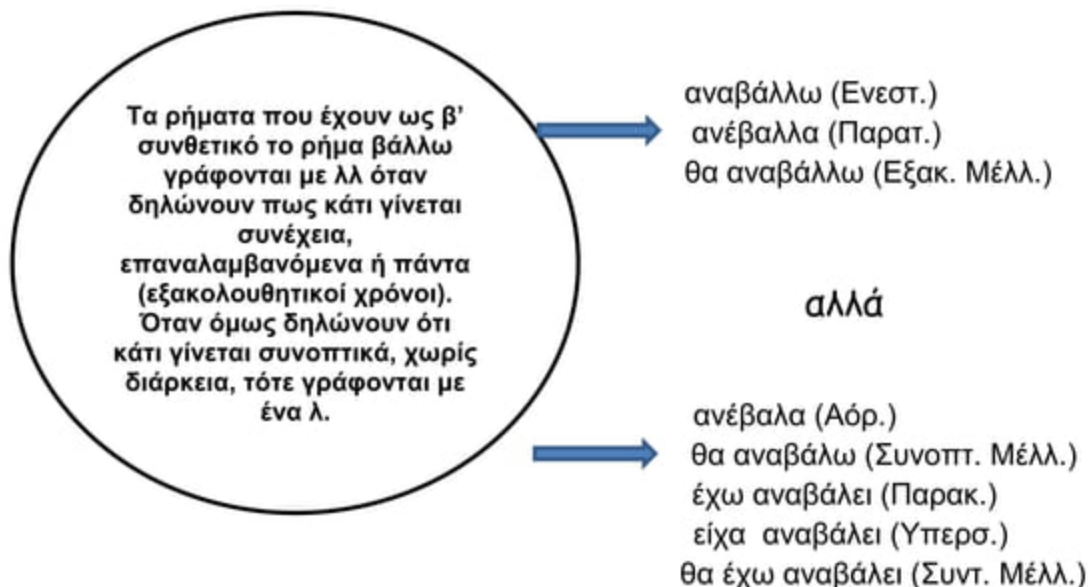 Τα ρήματα που έχουν ως β’
συνθετικό το ρήμα βάλλω
γράφονται με λλ όταν
δηλώνουν πως κάτι γίνεται
συνέχεια,
επαναλαμβανόμενα ή πάντα
(εξακολουθητικοί χρόνοι).
Όταν όμως δηλώνουν ότι
κάτι γίνεται συνοπτικά, χωρίς
διάρκεια, τότε γράφονται με
ένα λ.
αναβάλλω (Ενεστ.)
ανέβαλλα (Παρατ.)
θα αναβάλλω (Εξακ. Μέλλ.)
αλλά
ανέβαλα (Αόρ.)
θα αναβάλω (Συνοπτ. Μέλλ.)
έχω αναβάλει (Παρακ.)
είχα αναβάλει (Υπερσ.)
θα έχω αναβάλει (Συντ. Μέλλ.)